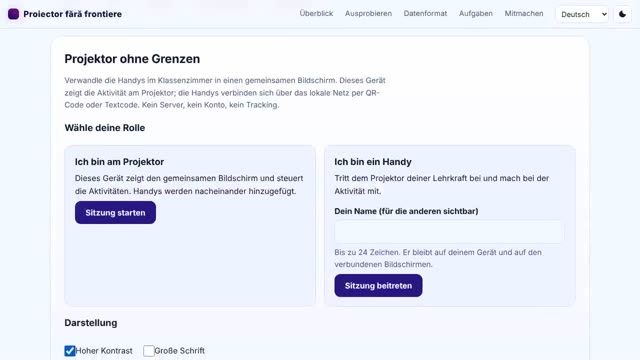 Proiector fără frontiere
Überblick Ausprobieren Datenformat Aufgaben Mitmachen Deutsch
Projektor ohne Grenzen
Verwandle die Handys im Klassenzimmer in einen gemeinsamen Bildschirm. Dieses Gerät
zeigt die Aktivität am Projektor; die Handys verbinden sich über das lokale Netz per QR-
Code oder Textcode. Kein Server, kein Konto, kein Tracking.
Wähle deine Rolle
Ich bin am Projektor
Dieses Gerät zeigt den gemeinsamen Bildschirm und steuert
die Aktivitäten. Handys werden nacheinander hinzugefügt.
Sitzung starten
Ich bin ein Handy
Tritt dem Projektor deiner Lehrkraft bei und mach bei der
Aktivität mit.
Dein Name (für die anderen sichtbar)
Bis zu 24 Zeichen. Er bleibt auf deinem Gerät und auf den
verbundenen Bildschirmen.
Sitzung beitreten
Darstellung
Hoher Kontrast Große Schrift